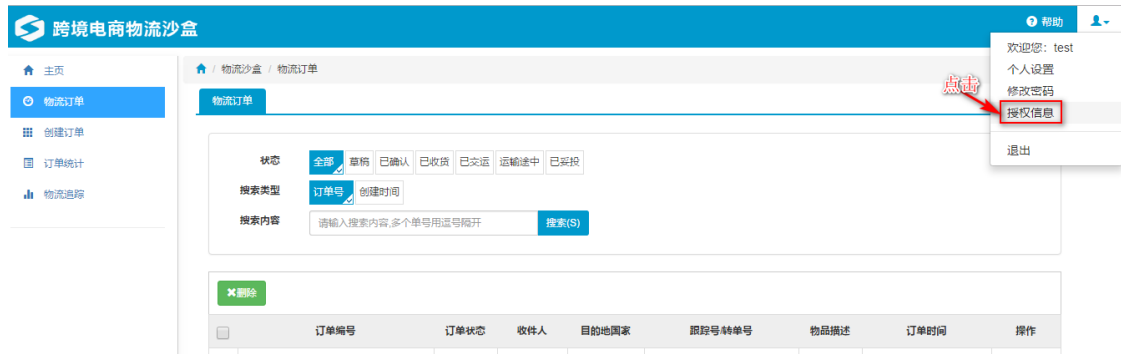 跨境电商物流沙盒
帮助
欢迎您：test
个人设置
修改密码
授权信息
退出
点击
主页
物流订单
创建订单
订单统计
物流追踪
/ 物流沙盒 / 物流订单
物流订单
状态 全部 草稿 已确认 已收货 已交运 运输途中 已妥投
搜索类型 订单号 创建时间
搜索内容 请输入搜索内容,多个单号用逗号隔开 搜索(S)
删除
订单编号 订单状态 收件人 目的地国家 跟踪号/转单号 物品描述 订单时间 操作